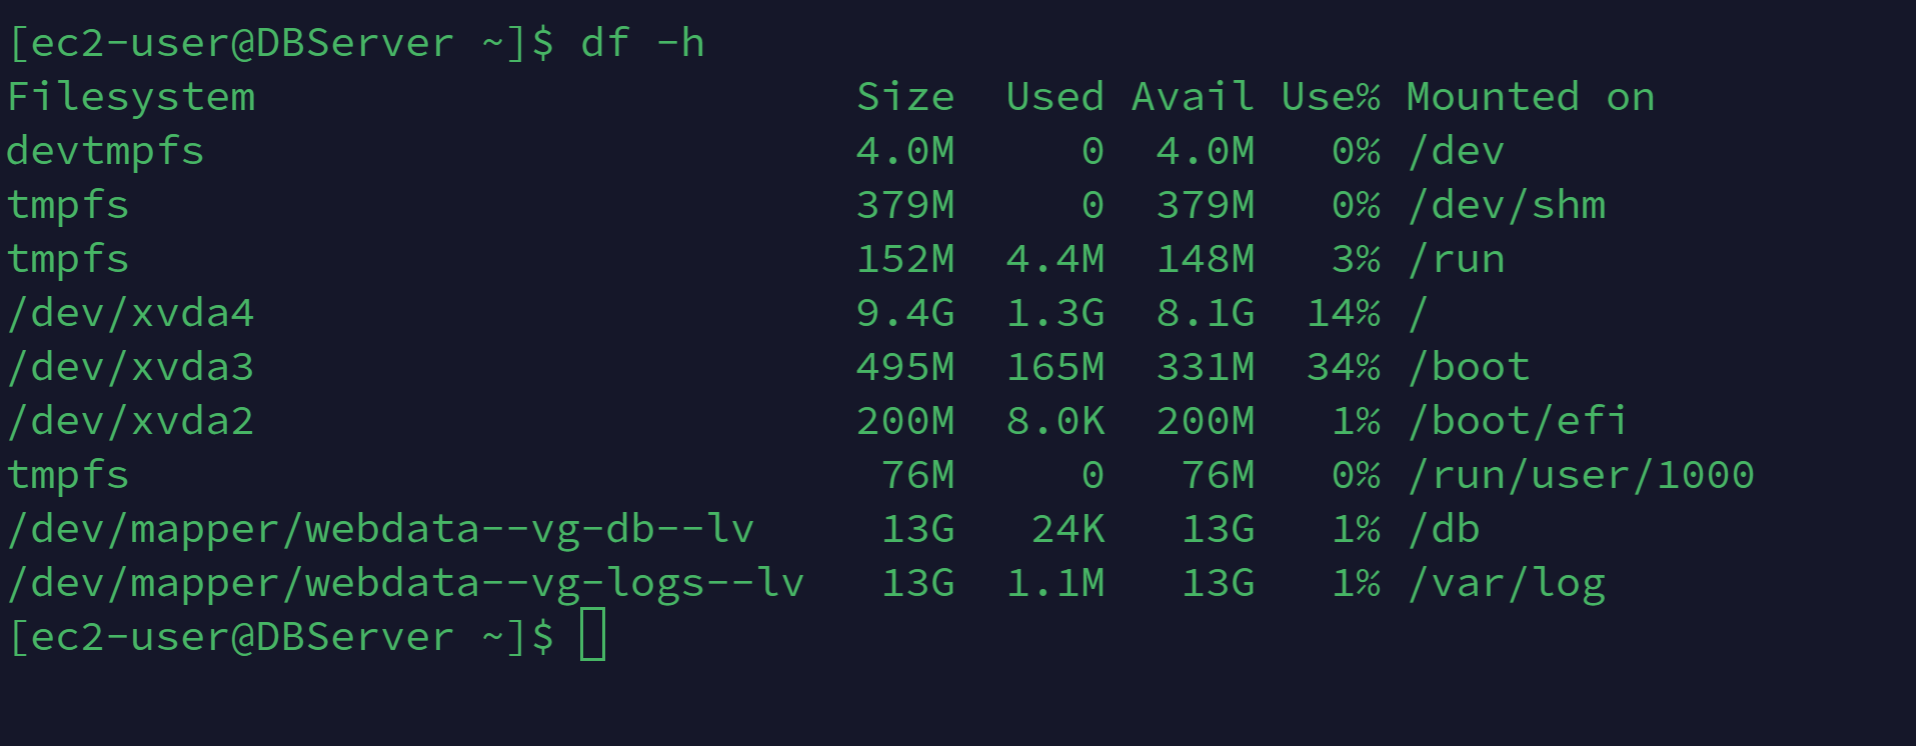 [ec2-user@DBServer ~]$ df -h
Filesystem                        Size  Used Avail Use% Mounted on
devtmpfs                          4.0M     0  4.0M   0% /dev
tmpfs                             379M     0  379M   0% /dev/shm
tmpfs                             152M  4.4M  148M   3% /run
/dev/xvda4                        9.4G  1.3G  8.1G  14% /
/dev/xvda3                        495M  165M  331M  34% /boot
/dev/xvda2                        200M  8.0K  200M   1% /boot/efi
tmpfs                              76M     0   76M   0% /run/user/1000
/dev/mapper/webdata--vg-db--lv     13G   24K   13G   1% /db
/dev/mapper/webdata--vg-logs--lv   13G  1.1M   13G   1% /var/log
[ec2-user@DBServer ~]$